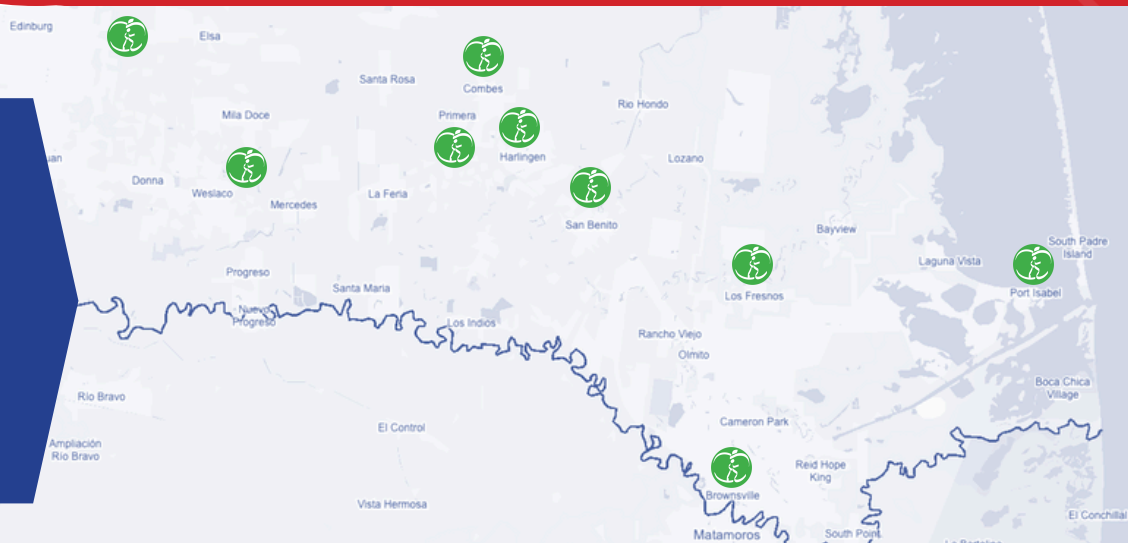 Edinburg
Elsa
Santa Rosa
Combes
Rio Hondo
Mila Doce
Primera
Harlingen
Lozano
uan
Donna
Weslaco
La Feria
Mercedes
San Benito
Bayview
South Padre
Island
Laguna Vista
Progreso
Santa Maria
Los Fresnos
Port Isabel
Nuevo
Progreso
Los Indios
Rancho Viejo
Olmito
Boca Chica
Village
Río Bravo
El Control
Cameron Park
Ampliación
Río Bravo
Reid Hope
King
Brownsville
Vista Hermosa
El Conchillal
Matamoros
South Point